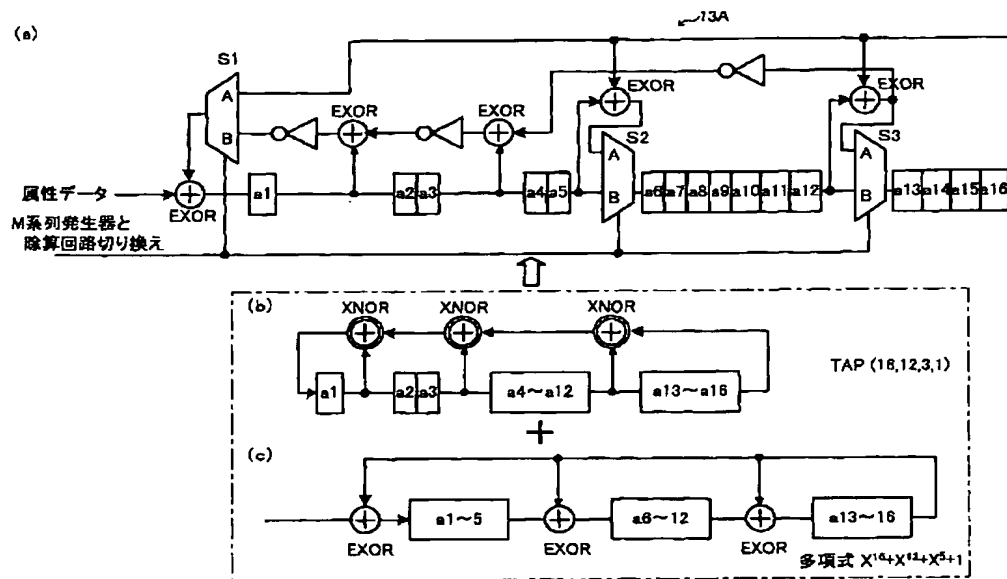 (a)
13A
S1
A
B
EXOR
EXOR
EXOR
EXOR
S2
S3
A
B
A
B
属性データ
EXOR
a1
a2 a3
a4 a5
a6 a7 a8 a9 a10 a11 a12
a13 a14 a15 a16
M系列発生器と
除算回路切り換え
(b)
XNOR
XNOR
XNOR
TAP (16,12,3,1)
a1
a2 a3
a4~a12
a13~a16
+
(c)
a1~5
a6~12
a13~16
EXOR
EXOR
EXOR
多項式 X¹⁶+X¹²+X⁵+1